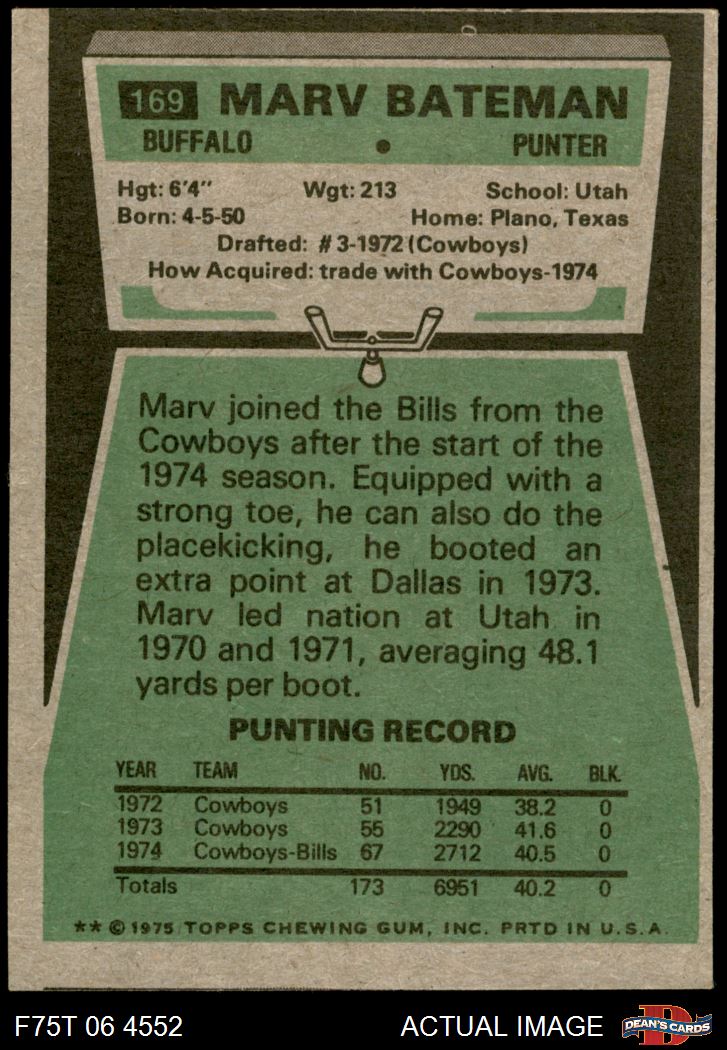 169 MARV BATEMAN
BUFFALO • PUNTER
Hgt: 6'4" Wgt: 213 School: Utah
Born: 4-5-50 Home: Plano, Texas
Drafted: #3-1972 (Cowboys)
How Acquired: trade with Cowboys-1974
Marv joined the Bills from the
Cowboys after the start of the
1974 season. Equipped with a
strong toe, he can also do the
placekicking, he booted an
extra point at Dallas in 1973.
Marv led nation at Utah in
1970 and 1971, averaging 48.1
yards per boot.
PUNTING RECORD
YEAR TEAM NO. YDS. AVG. BLK.
1972 Cowboys 51 1949 38.2 0
1973 Cowboys 55 2290 41.6 0
1974 Cowboys-Bills 67 2712 40.5 0
Totals 173 6951 40.2 0
** © 1975 TOPPS CHEWING GUM, INC. PRTD IN U.S.A.
F75T 06 4552 ACTUAL IMAGE D DEAN'S CARDS